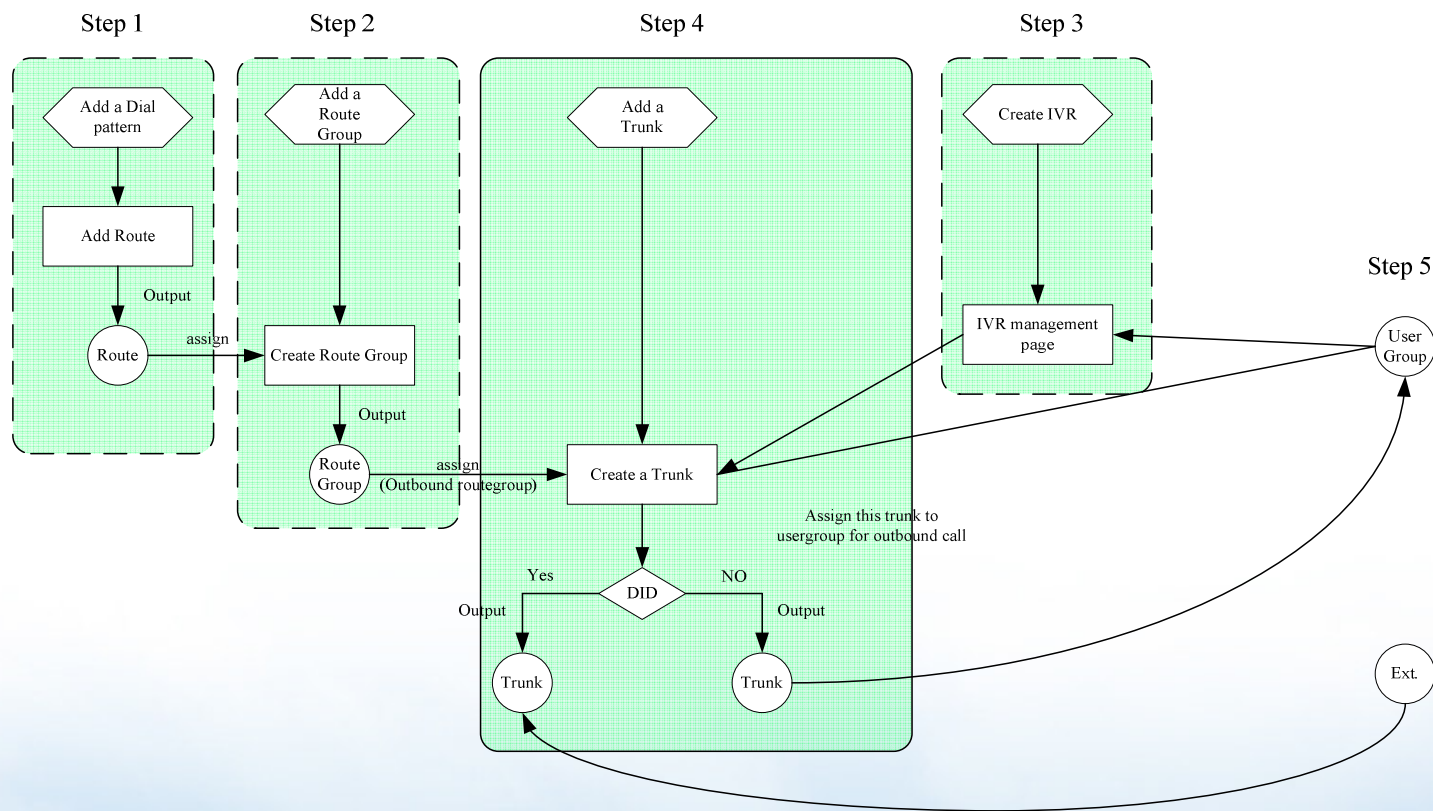 Step 1
Step 2
Step 4
Step 3
Step 5
Add a Dial
pattern
Add Route
Output
Route
assign
Add a
Route
Group
Create Route Group
Output
Route
Group
assign
(Outbound routegroup)
Add a
Trunk
Create a Trunk
Assign this trunk to
usergroup for outbound call
DID
Yes
NO
Output
Output
Trunk
Trunk
Create IVR
IVR management
page
User
Group
Ext.